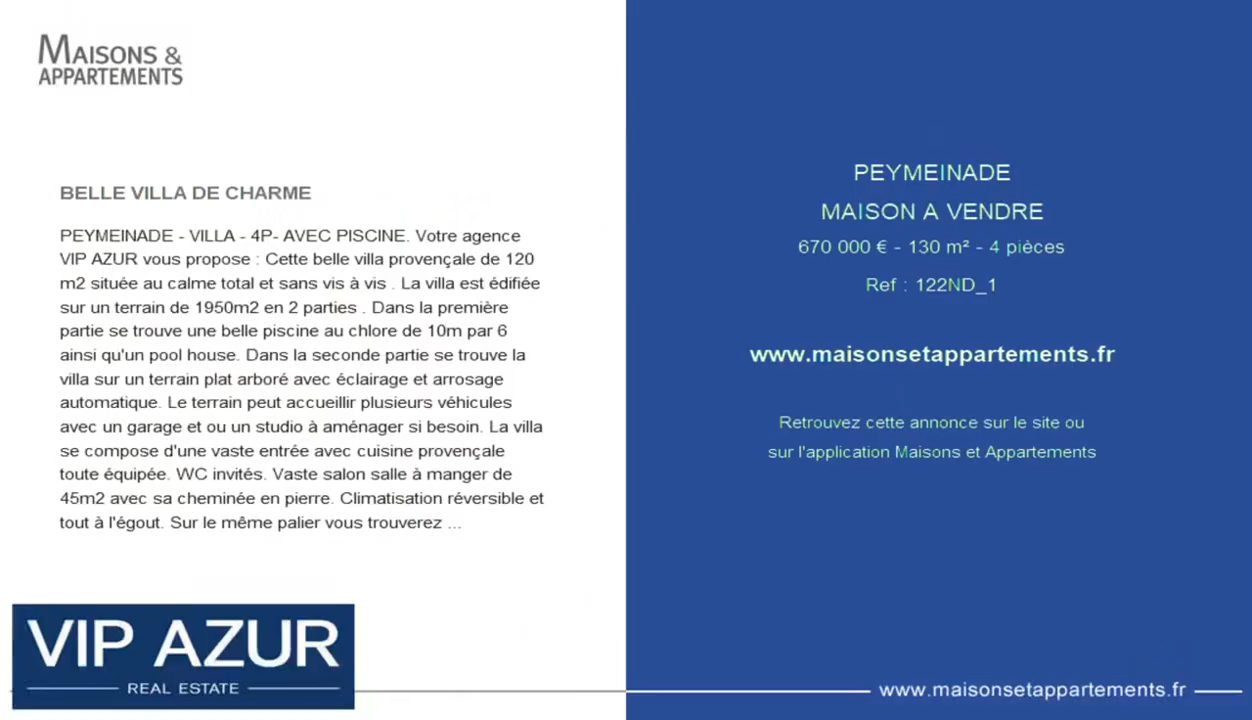 MAISONS &
APPARTEMENTS
BELLE VILLA DE CHARME
PEYMEINADE - VILLA - 4P- AVEC PISCINE. Votre agence
VIP AZUR vous propose : Cette belle villa provençale de 120
m2 située au calme total et sans vis à vis . La villa est édifiée
sur un terrain de 1950m2 en 2 parties . Dans la première
partie se trouve une belle piscine au chlore de 10m par 6
ainsi qu'un pool house. Dans la seconde partie se trouve la
villa sur un terrain plat arboré avec éclairage et arrosage
automatique. Le terrain peut accueillir plusieurs véhicules
avec un garage et ou un studio à aménager si besoin. La villa
se compose d'une vaste entrée avec cuisine provençale
toute équipée. WC invités. Vaste salon salle à manger de
45m2 avec sa cheminée en pierre. Climatisation réversible et
tout à l'égout. Sur le même palier vous trouverez ...
VIP AZUR
REAL ESTATE
PEYMEINADE
MAISON A VENDRE
670 000 € - 130 m² - 4 pièces
Ref : 122ND_1
www.maisonsetappartements.fr
Retrouvez cette annonce sur le site ou
sur l'application Maisons et Appartements
www.maisonsetappartements.fr